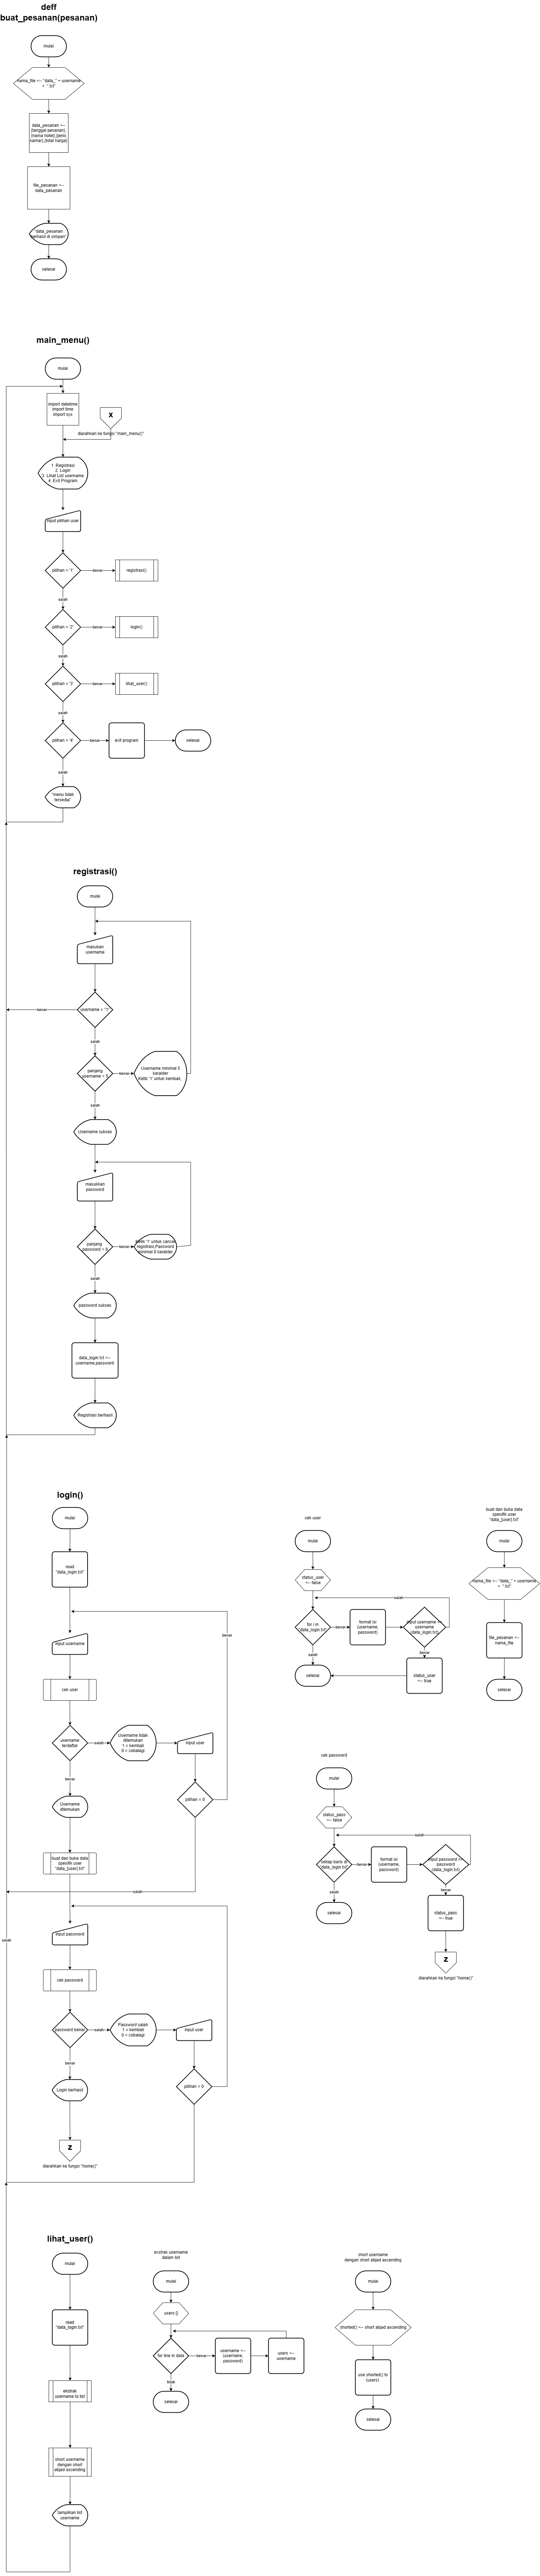 deff
buat_pesanan(pesanan)
mulai
nama_file <-- "data_" + username
+ ".txt"
data_pesanan <--
{tanggal pesanan},
{nama hotel},{jenis
kamar},{total harga}
file_pesanan <--
data_pesanan
"data_pesanan
berhasil di simpan"
selesai
main_menu()
mulai
import datetime
import time
import sys
X
diarahkan ke fungsi "main_menu()"
1. Registrasi
2. Login
3. Lihat List username
4. Exit Program
input pilihan user
pilihan = '1'
benar
registrasi()
salah
pilihan = '2'
benar
login()
salah
pilihan = '3'
benar
lihat_user()
salah
pilihan = '4'
benar
exit program
selesai
salah
"menu tidak
tersedia"
registrasi()
mulai
masukan
username
username = "1"
benar
salah
panjang
username < 5
benar
Username minimal 5
karakter
Ketik "1" untuk kembali,
salah
Username sukses
masukkan
password
panjang
password < 8
benar
Ketik "1" untuk cancel
registrasi.Password
minimal 8 karakter
salah
password sukses
data_login.txt <--
username,password
Registrasi berhasil
login()
mulai
read
"data_login.txt"
benar
input username
cek user
username
terdaftar
salah
Username tidak
ditemukan
1 = kembali
0 = cobalagi
input user
benar
pilihan = 0
Username
ditemukan
buat dan buka data
spesifik user
"data_[user].txt"
salah
input password
salah
cek password
password benar
salah
Password salah
1 = kembali
0 = cobalagi
input user
benar
pilihan = 0
Login berhasil
Z
diarahkan ke fungsi "home()"
cek user
mulai
status_user
<-- false
salah
for i in
"data_login.txt"
benar
format isi
(username,
password)
input username ==
username
(data_login.txt)
salah
benar
selesai
status_user
<-- true
buat dan buka data
spesifik user
"data_[user].txt"
mulai
nama_file <-- "data_" + username
+ ".txt"
file_pesanan <--
nama_file
selesai
cek password
mulai
status_pass
<-- false
salah
setiap baris di
"data_login.txt"
benar
format isi
(username,
password)
input password ==
password
(data_login.txt)
salah
benar
selesai
status_pass
<-- true
Z
diarahkan ke fungsi "home()"
lihat_user()
mulai
read
"data_login.txt"
ekstrak
username to list
short username
dengan short
abjad ascending
tampilkan list
username
ekstrak username
dalam list
mulai
users []
for line in data
benar
username <--
(username,
password)
users <--
username
tidak
selesai
short username
dengan short abjad ascending
mulai
shorted() <-- short abjad ascending
use shorted() to
(users)
selesai